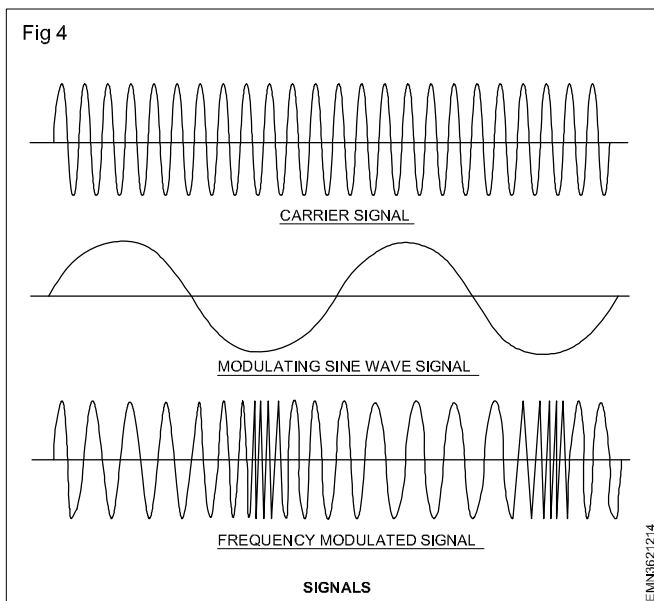 Fig 4
CARRIER SIGNAL
MODULATING SINE WAVE SIGNAL
FREQUENCY MODULATED SIGNAL
SIGNALS
EMN3621214